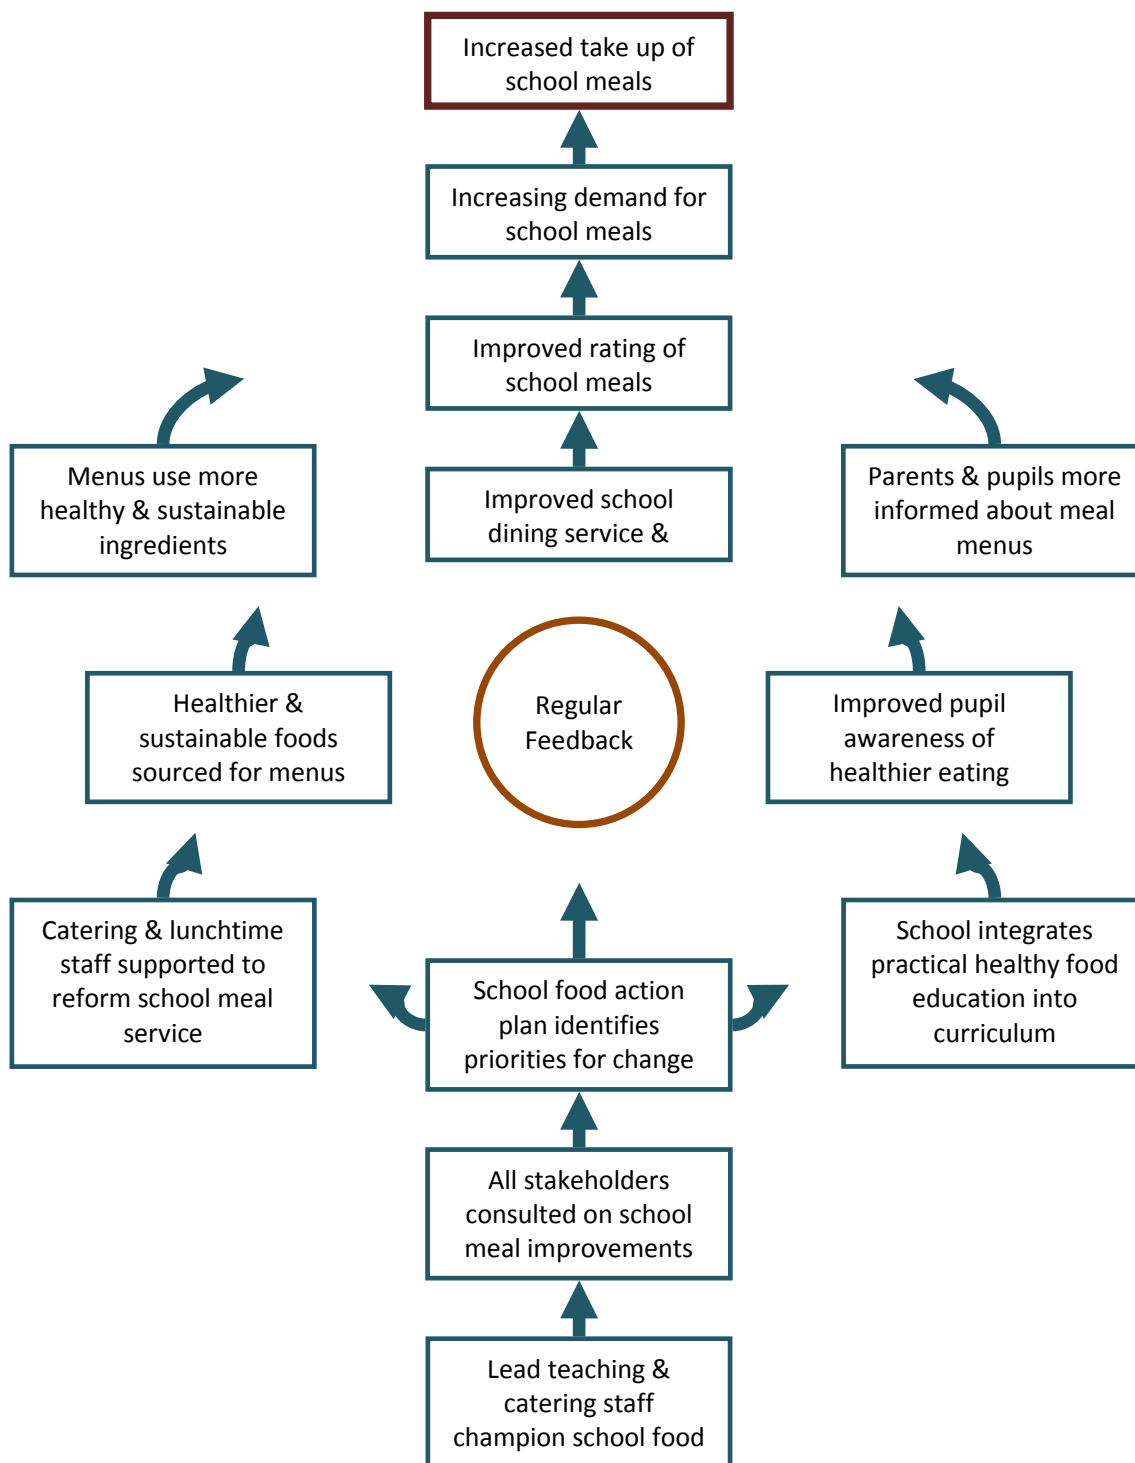 Increased take up of
school meals
Increasing demand for
school meals
Improved rating of
school meals
Menus use more
healthy & sustainable
ingredients
Improved school
dining service &
Parents & pupils more
informed about meal
menus
Healthier &
sustainable foods
sourced for menus
Regular
Feedback
Improved pupil
awareness of
healthier eating
Catering & lunchtime
staff supported to
reform school meal
service
School food action
plan identifies
priorities for change
School integrates
practical healthy food
education into
curriculum
All stakeholders
consulted on school
meal improvements
Lead teaching &
catering staff
champion school food